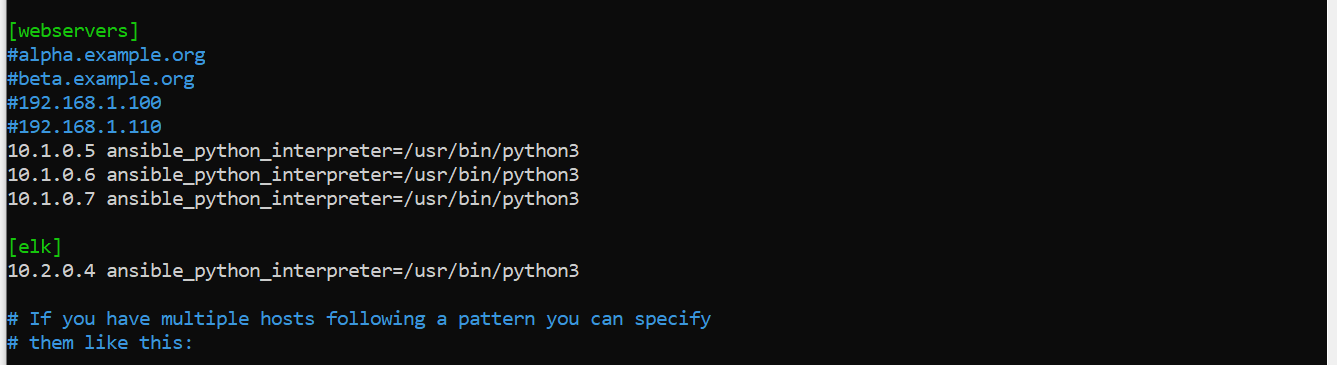 [webservers]
#alpha.example.org
#beta.example.org
#192.168.1.100
#192.168.1.110
10.1.0.5 ansible_python_interpreter=/usr/bin/python3
10.1.0.6 ansible_python_interpreter=/usr/bin/python3
10.1.0.7 ansible_python_interpreter=/usr/bin/python3
[elk]
10.2.0.4 ansible_python_interpreter=/usr/bin/python3
# If you have multiple hosts following a pattern you can specify
# them like this: